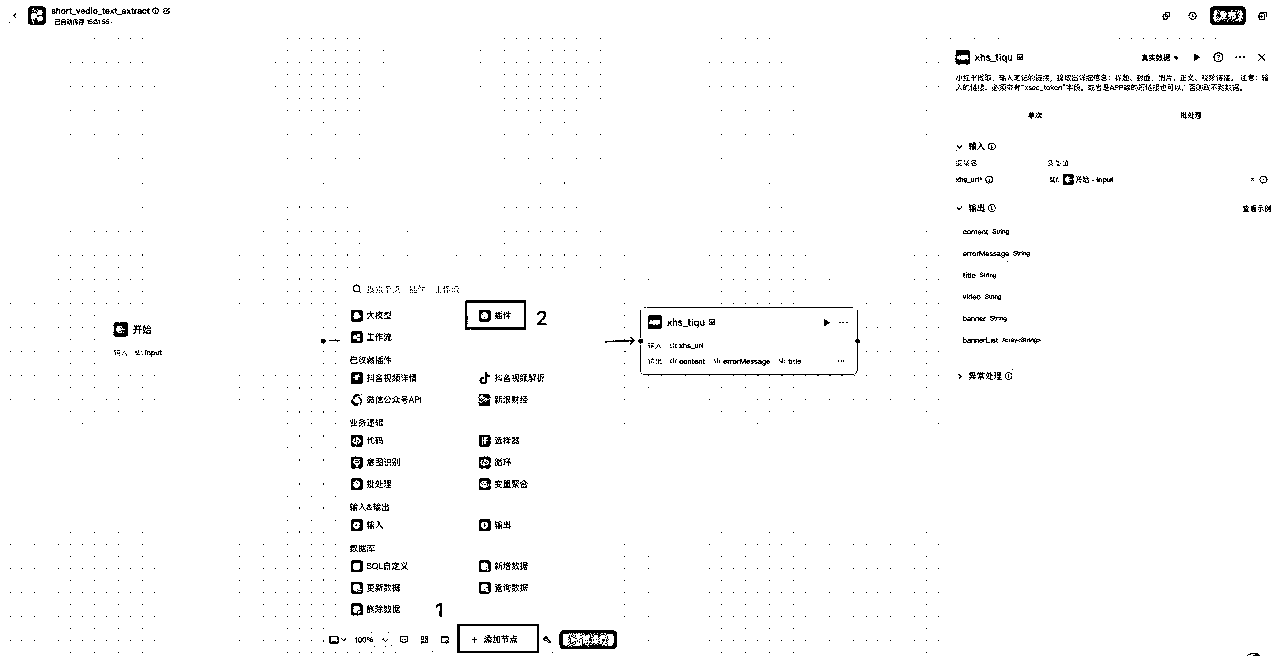 short_vedio_text_extract
已自动保存 15:01:55
xhs_tiqu
真实数据
小红书提取，输入笔记的链接，提取出详细信息：标题、封面、图片、正文、视频链接。注意：输
入的链接，必须带有"xsec_token"字段。或者是APP端的短链接也可以，否则取不到数据。
单次
批处理
输入
变量名
变量值
xhs_url*
str. 开始 - input
输出
查看示例
content String
errorMessage String
title String
video String
banner String
bannerList Array<String>
异常处理
开始
输入 str. input
搜索节点、插件、工作流
大模型
插件
2
工作流
已收藏插件
抖音视频详情
抖音视频解析
微信公众号API
新浪财经
业务逻辑
代码
选择器
意图识别
循环
批处理
变量聚合
输入&输出
输入
输出
数据库
SQL自定义
新增数据
更新数据
查询数据
删除数据
1
100%
+ 添加节点
xhs_tiqu
输入 str. xhs_url
输出 str. content str. errorMessage str. title